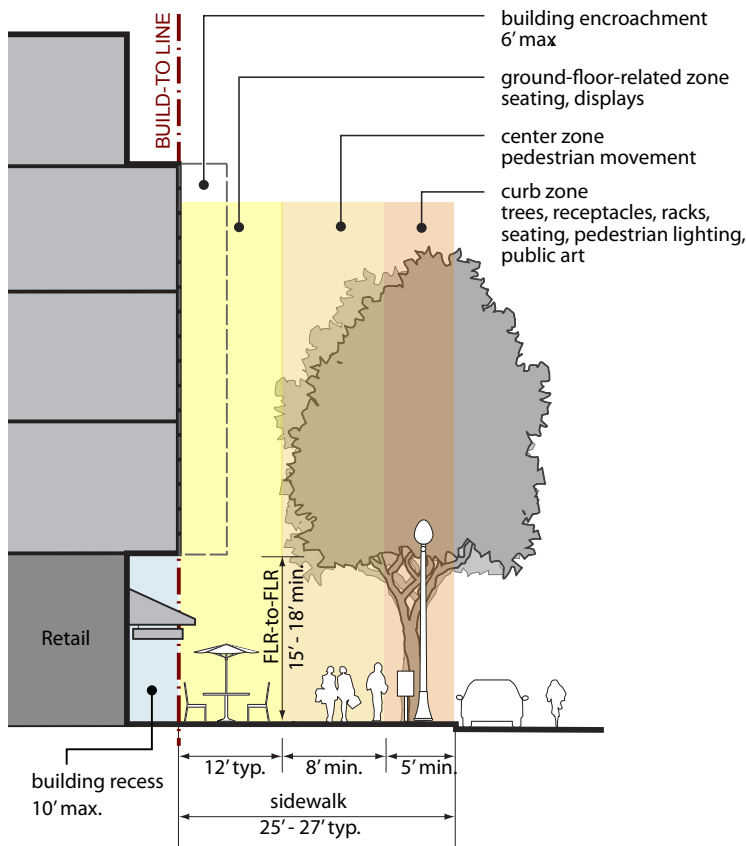 BUILD-TO LINE
building encroachment
6' max
ground-floor-related zone
seating, displays
center zone
pedestrian movement
curb zone
trees, receptacles, racks,
seating, pedestrian lighting,
public art
Retail
FLR-to-FLR
15' - 18' min.
building recess
10' max.
12' typ.
8' min.
5' min.
sidewalk
25' - 27' typ.